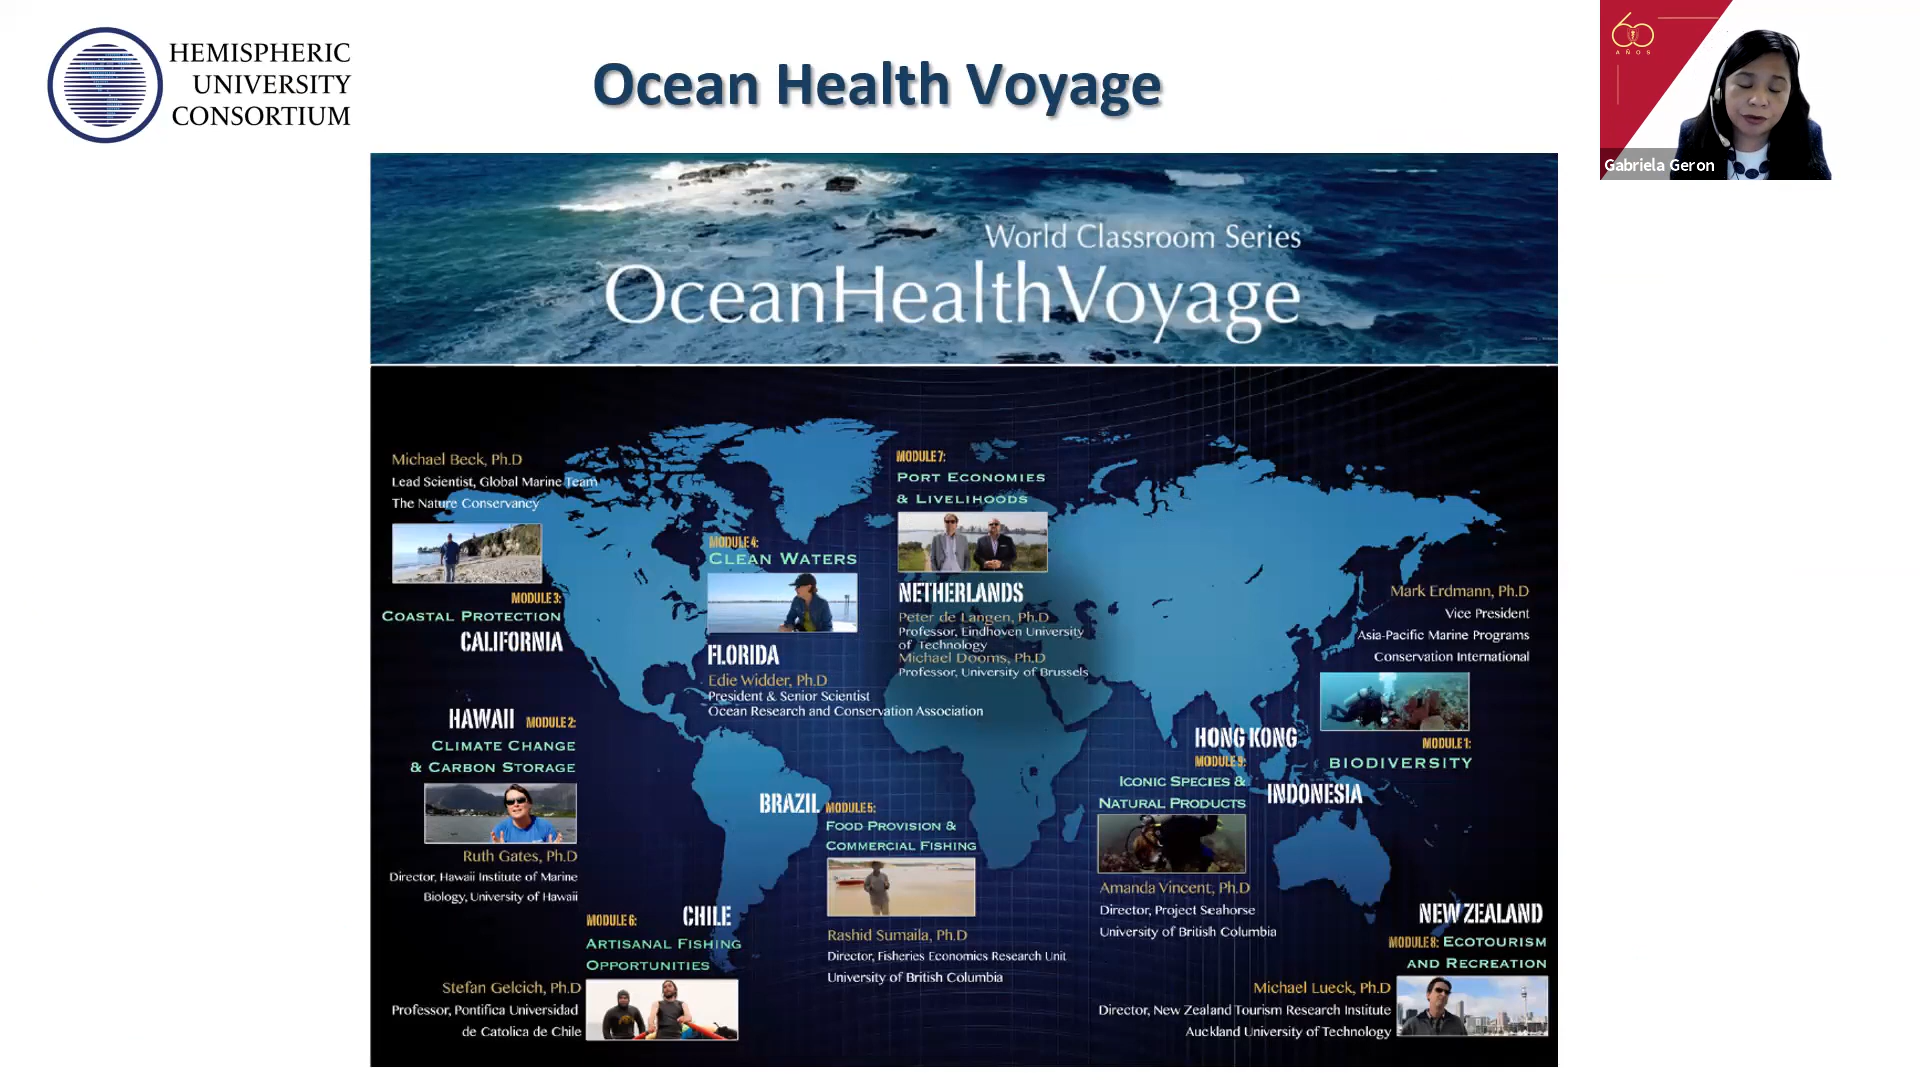 HEMISPHERIC
UNIVERSITY
CONSORTIUM
Ocean Health Voyage
60
AÑOS
Gabriela Geron
World Classroom Series
OceanHealthVoyage
Michael Beck, Ph.D
Lead Scientist, Global Marine Team
The Nature Conservancy
MODULE 3:
COASTAL PROTECTION
CALIFORNIA
MODULE 4:
CLEAN WATERS
FLORIDA
Edie Widder, Ph.D
President & Senior Scientist
Ocean Research and Conservation Association
MODULE 7:
PORT ECONOMIES
& LIVELIHOODS
NETHERLANDS
Peter de Langen, Ph.D
Professor, Eindhoven University
of Technology
Michael Dooms, Ph.D
Professor, University of Brussels
Mark Erdmann, Ph.D
Vice President
Asia-Pacific Marine Programs
Conservation International
MODULE 1:
BIODIVERSITY
INDONESIA
HAWAII MODULE 2:
CLIMATE CHANGE
& CARBON STORAGE
Ruth Gates, Ph.D
Director, Hawaii Institute of Marine
Biology, University of Hawaii
HONG KONG
MODULE 9:
ICONIC SPECIES &
NATURAL PRODUCTS
Amanda Vincent, Ph.D
Director, Project Seahorse
University of British Columbia
BRAZIL MODULE 5:
FOOD PROVISION &
COMMERCIAL FISHING
Rashid Sumaila, Ph.D
Director, Fisheries Economics Research Unit
University of British Columbia
MODULE 6: CHILE
ARTISANAL FISHING
OPPORTUNITIES
Stefan Gelcich, Ph.D
Professor, Pontifica Universidad
de Catolica de Chile
NEW ZEALAND
MODULE 8: ECOTOURISM
AND RECREATION
Michael Lueck, Ph.D
Director, New Zealand Tourism Research Institute
Auckland University of Technology